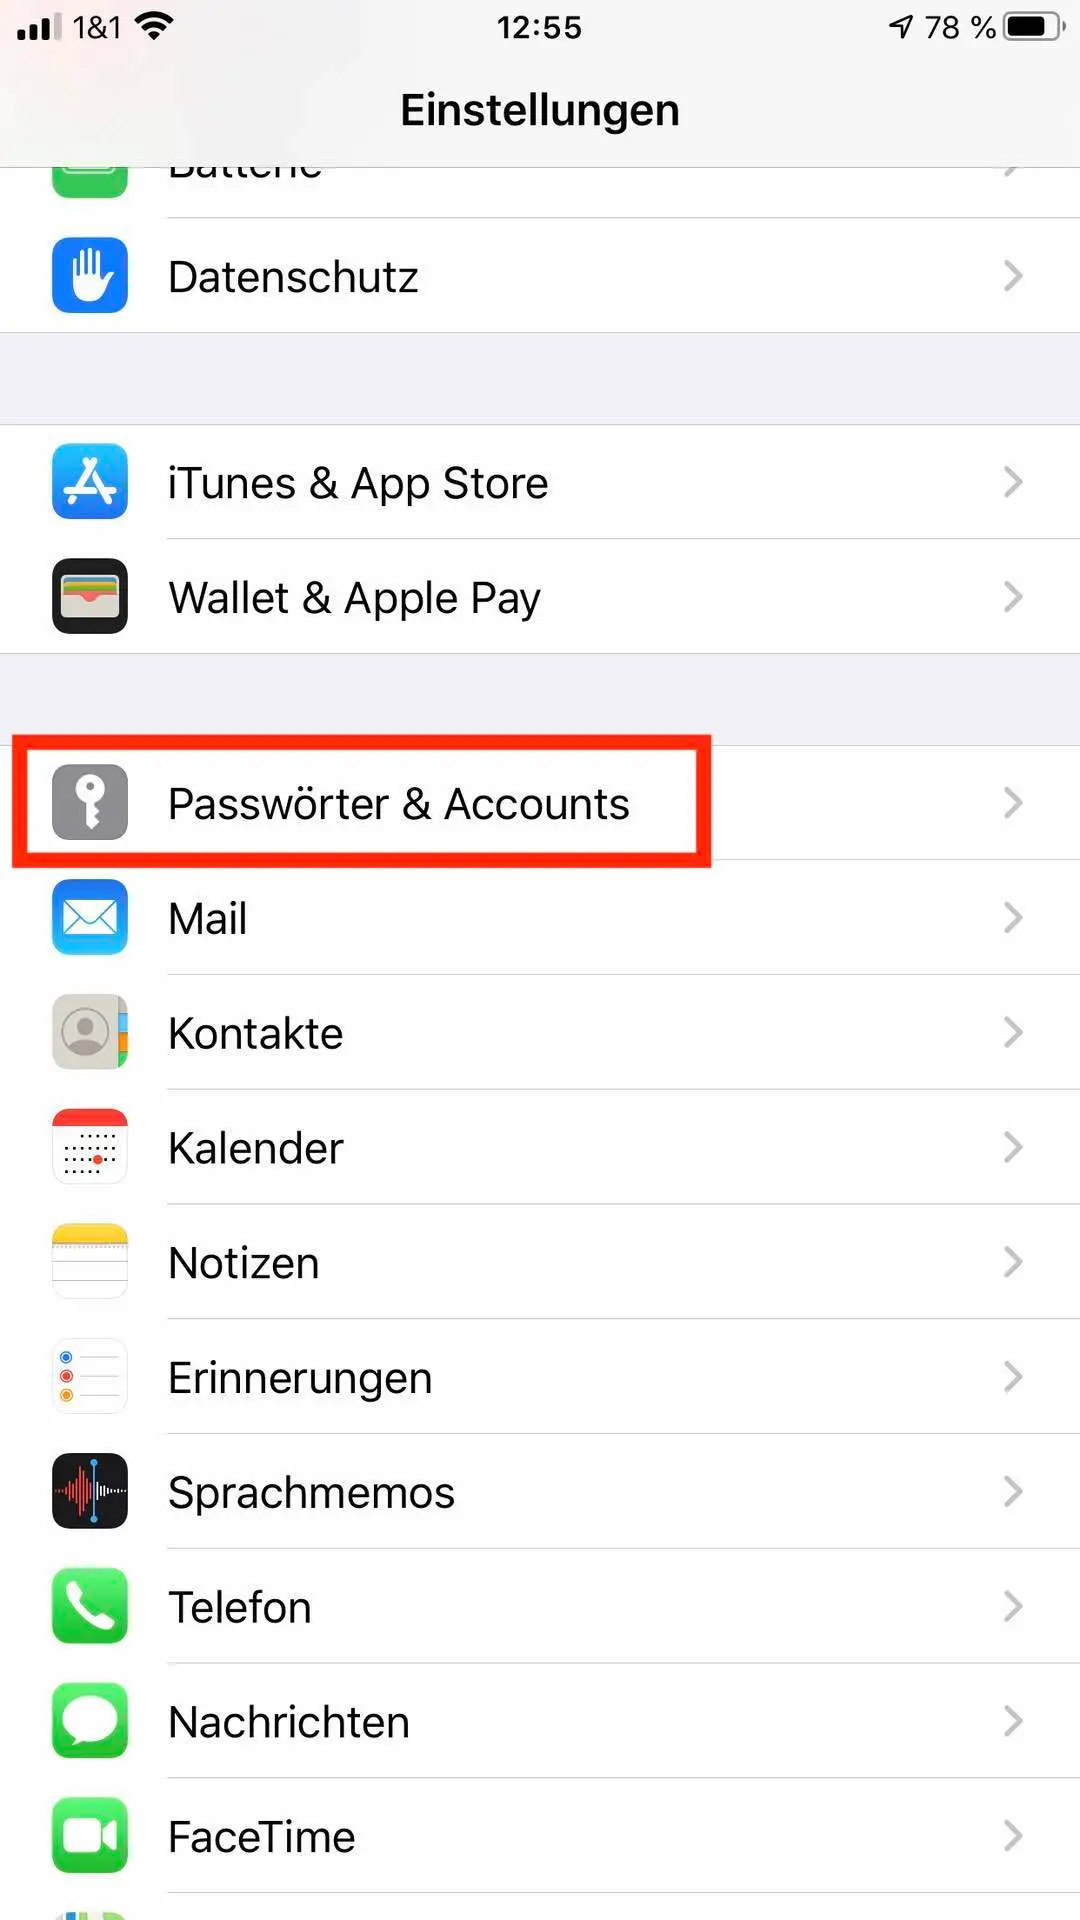 1&1 12:55 78 %
Einstellungen
Batterie
Datenschutz
iTunes & App Store
Wallet & Apple Pay
Passwörter & Accounts
Mail
Kontakte
Kalender
Notizen
Erinnerungen
Sprachmemos
Telefon
Nachrichten
FaceTime